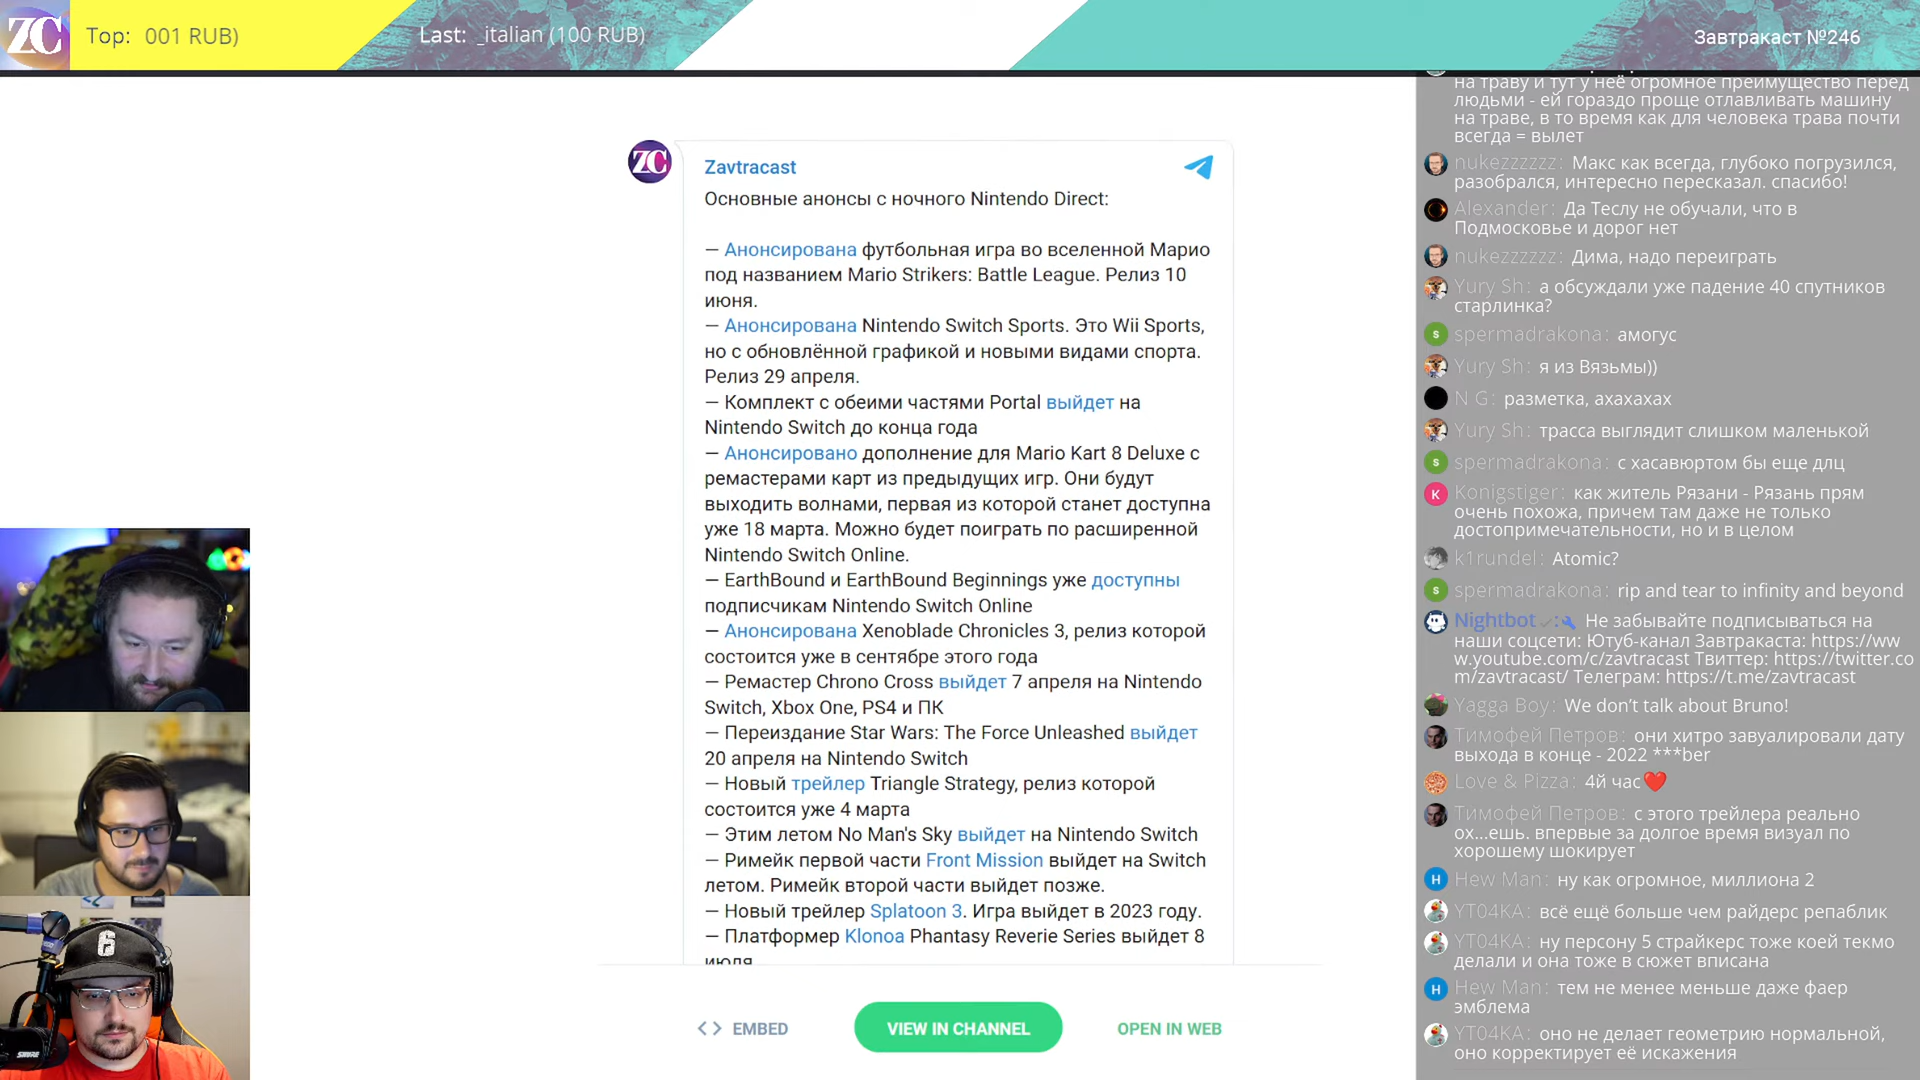 ZC
Top: 001 RUB)
Last: _italian (100 RUB)
Завтракаст №246
ZC
Zavtracast
Основные анонсы с ночного Nintendo Direct:
— Анонсирована футбольная игра во вселенной Марио
под названием Mario Strikers: Battle League. Релиз 10
июня.
— Анонсирована Nintendo Switch Sports. Это Wii Sports,
но с обновлённой графикой и новыми видами спорта.
Релиз 29 апреля.
— Комплект с обеими частями Portal выйдет на
Nintendo Switch до конца года
— Анонсировано дополнение для Mario Kart 8 Deluxe с
ремастерами карт из предыдущих игр. Они будут
выходить волнами, первая из которой станет доступна
уже 18 марта. Можно будет поиграть по расширенной
Nintendo Switch Online.
— EarthBound и EarthBound Beginnings уже доступны
подписчикам Nintendo Switch Online
— Анонсирована Xenoblade Chronicles 3, релиз которой
состоится уже в сентябре этого года
— Ремастер Chrono Cross выйдет 7 апреля на Nintendo
Switch, Xbox One, PS4 и ПК
— Переиздание Star Wars: The Force Unleashed выйдет
20 апреля на Nintendo Switch
— Новый трейлер Triangle Strategy, релиз которой
состоится уже 4 марта
— Этим летом No Man's Sky выйдет на Nintendo Switch
— Римейк первой части Front Mission выйдет на Switch
летом. Римейк второй части выйдет позже.
— Новый трейлер Splatoon 3. Игра выйдет в 2023 году.
— Платформер Klonoa Phantasy Reverie Series выйдет 8
июля
<> EMBED
VIEW IN CHANNEL
OPEN IN WEB
на траву и тут у неё огромное преимущество перед
людьми - ей гораздо проще отлавливать машину
на траве, в то время как для человека трава почти
всегда = вылет
nukezzzzzz: Макс как всегда, глубоко погрузился,
разобрался, интересно пересказал. спасибо!
Alexander: Да Теслу не обучали, что в
Подмосковье и дорог нет
nukezzzzzz: Дима, надо переиграть
Yury Sh: а обсуждали уже падение 40 спутников
старлинка?
s spermadrakona: амогус
Yury Sh: я из Вязьмы))
N G: разметка, ахахахах
Yury Sh: трасса выглядит слишком маленькой
s spermadrakona: с хасавюртом бы еще длц
K Konigstiger: как житель Рязани - Рязань прям
очень похожа, причем там даже не только
достопримечательности, но и в целом
k1rundel: Atomic?
s spermadrakona: rip and tear to infinity and beyond
Nightbot: Не забывайте подписываться на
наши соцсети: Ютуб-канал Завтракаста: https://ww
w.youtube.com/c/zavtracast Твиттер: https://twitter.co
m/zavtracast/ Телеграм: https://t.me/zavtracast
Yagga Boy: We don't talk about Bruno!
Тимофей Петров: они хитро завуалировали дату
выхода в конце - 2022 ***ber
Love & Pizza: 4й час❤️
Тимофей Петров: с этого трейлера реально
ох...ешь. впервые за долгое время визуал по
хорошему шокирует
H Hew Man: ну как огромное, миллиона 2
YT04KA: всё ещё больше чем райдерс репаблик
YT04KA: ну персону 5 страйкерс тоже коей текмо
делали и она тоже в сюжет вписана
H Hew Man: тем не менее меньше даже фаер
эмблема
YT04KA: оно не делает геометрию нормальной,
оно корректирует её искажения
6
SHURE